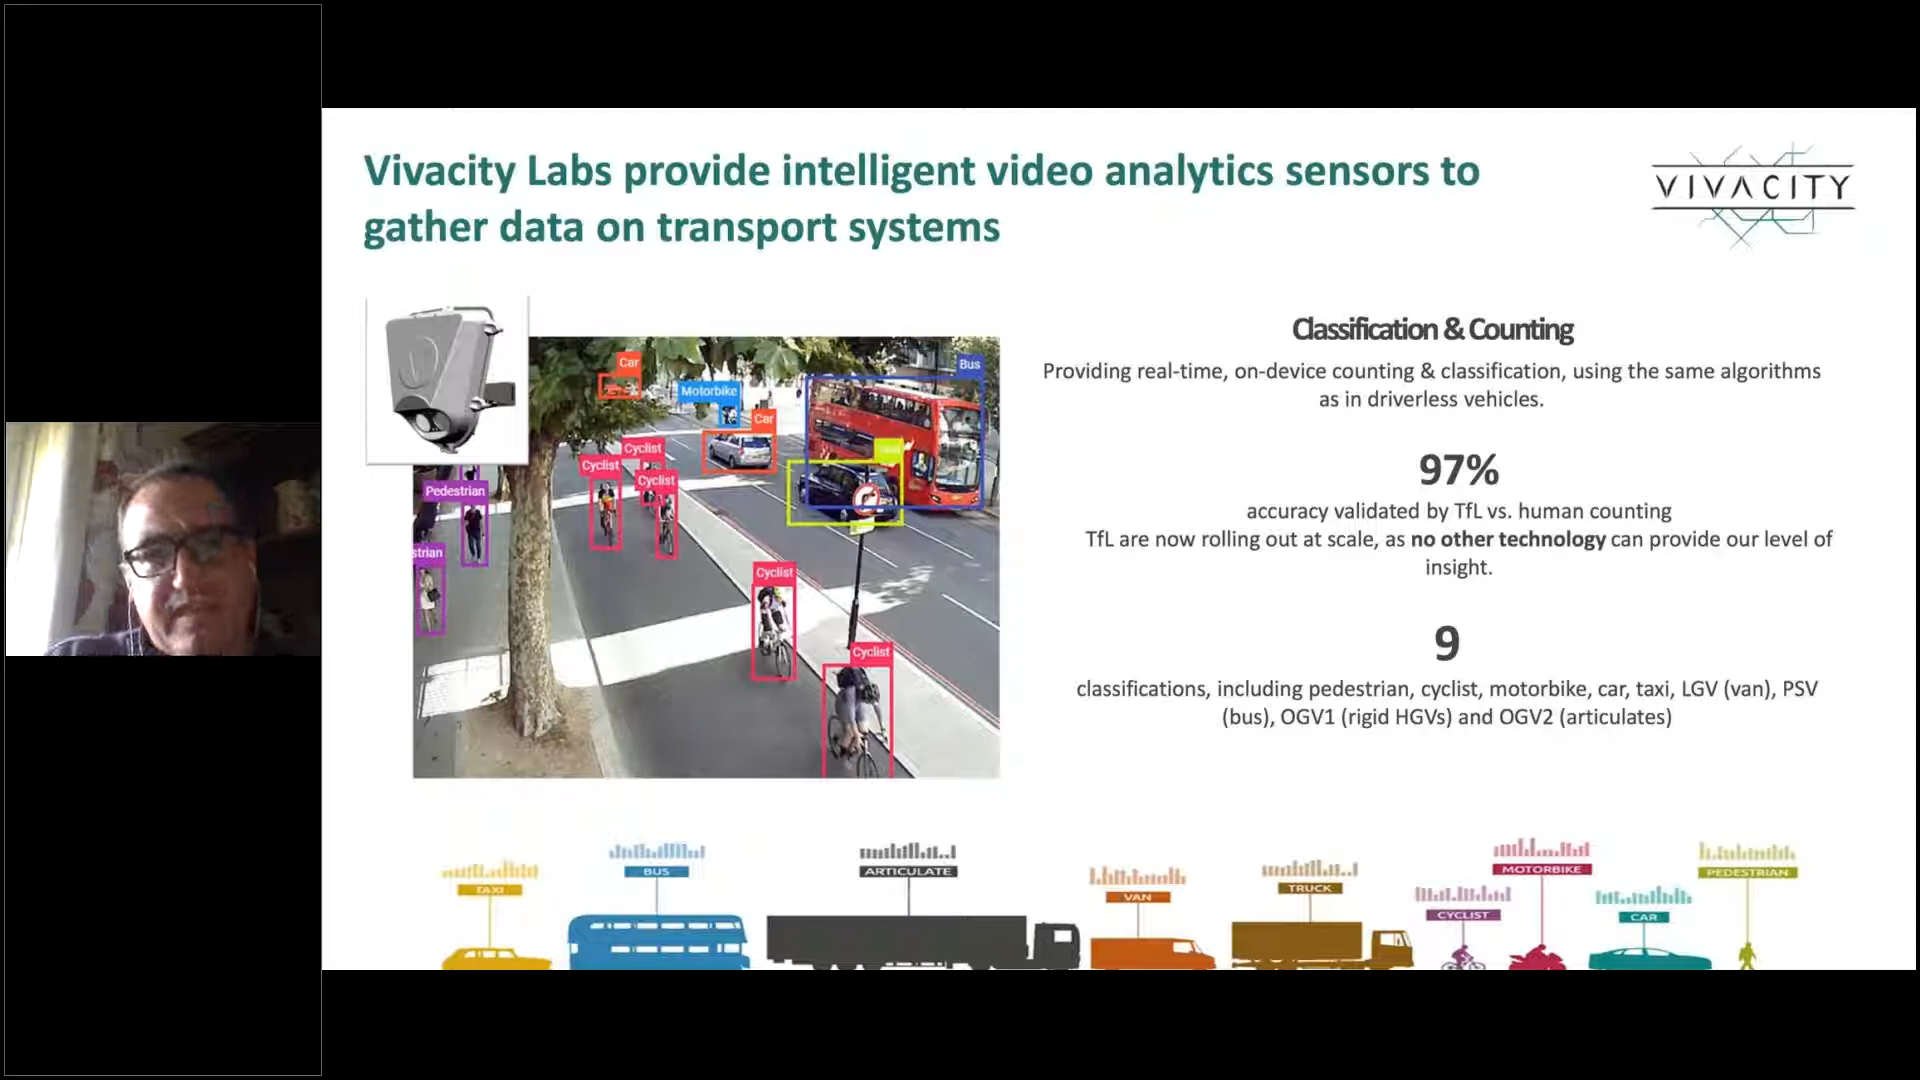 Vivacity Labs provide intelligent video analytics sensors to
gather data on transport systems
VIVACITY
Classification & Counting
Providing real-time, on-device counting & classification, using the same algorithms
as in driverless vehicles.
97%
accuracy validated by TfL vs. human counting
TfL are now rolling out at scale, as no other technology can provide our level of
insight.
9
classifications, including pedestrian, cyclist, motorbike, car, taxi, LGV (van), PSV
(bus), OGV1 (rigid HGVs) and OGV2 (articulates)
Car
Bus
Motorbike
Car
Cyclist
Cyclist
Cyclist
Pedestrian
strian
Cyclist
Cyclist
TAXI
BUS
ARTICULATE
VAN
TRUCK
CYCLIST
MOTORBIKE
CAR
PEDESTRIAN